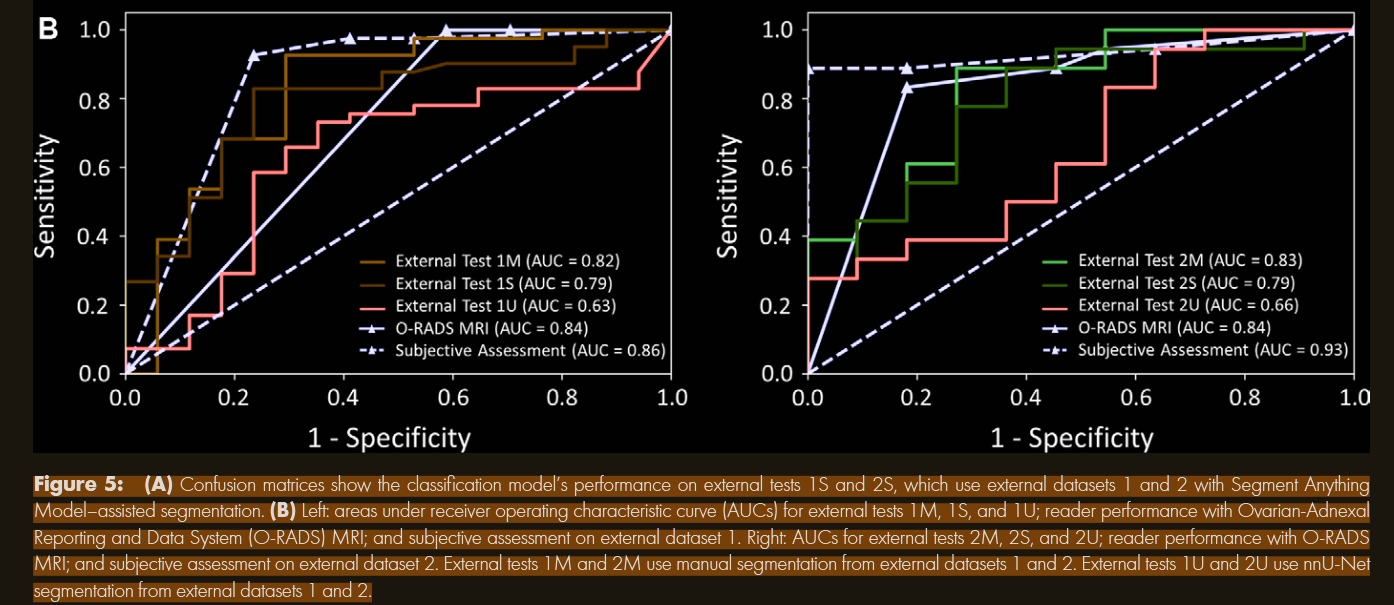 B
1.0
0.8
0.6
0.4
0.2
0.0
Sensitivity
External Test 1M (AUC = 0.82)
External Test 1S (AUC = 0.79)
External Test 1U (AUC = 0.63)
O-RADS MRI (AUC = 0.84)
Subjective Assessment (AUC = 0.86)
0.0 0.2 0.4 0.6 0.8 1.0
1 - Specificity
1.0
0.8
0.6
0.4
0.2
0.0
Sensitivity
External Test 2M (AUC = 0.83)
External Test 2S (AUC = 0.79)
External Test 2U (AUC = 0.66)
O-RADS MRI (AUC = 0.84)
Subjective Assessment (AUC = 0.93)
0.0 0.2 0.4 0.6 0.8 1.0
1 - Specificity
Figure 5: (A) Confusion matrices show the classification model's performance on external tests 1S and 2S, which use external datasets 1 and 2 with Segment Anything
Model–assisted segmentation. (B) Left: areas under receiver operating characteristic curve (AUCs) for external tests 1M, 1S, and 1U; reader performance with Ovarian-Adnexal
Reporting and Data System (O-RADS) MRI; and subjective assessment on external dataset 1. Right: AUCs for external tests 2M, 2S, and 2U; reader performance with O-RADS
MRI; and subjective assessment on external dataset 2. External tests 1M and 2M use manual segmentation from external datasets 1 and 2. External tests 1U and 2U use nnU-Net
segmentation from external datasets 1 and 2.